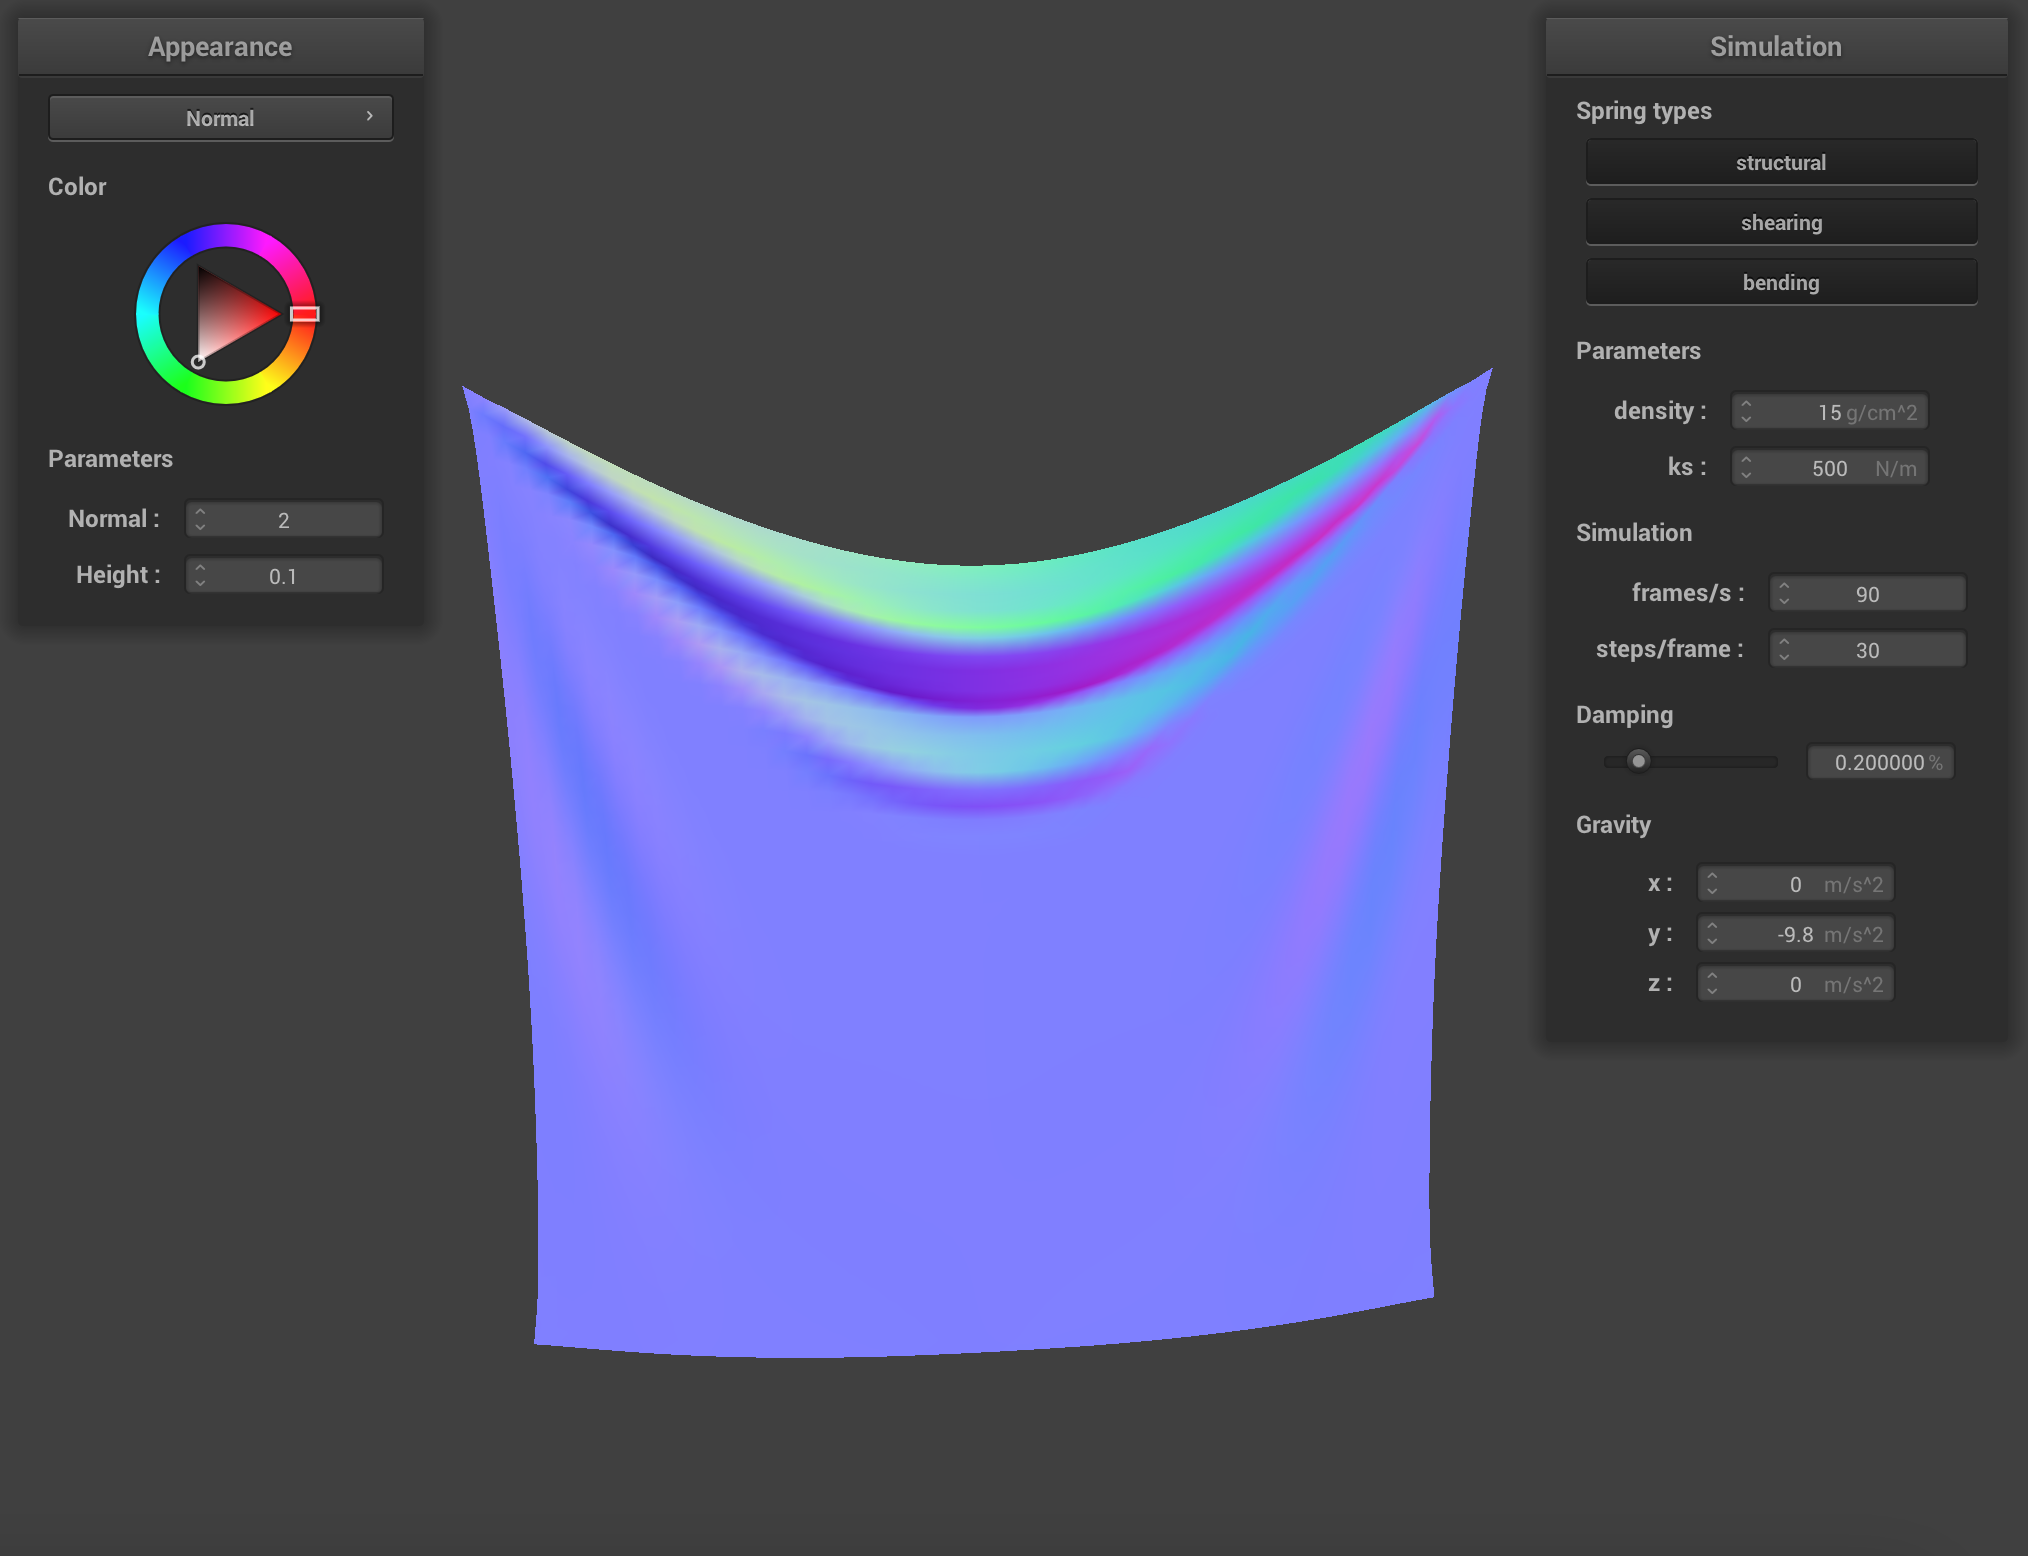 Appearance
Normal
Color
Parameters
Normal : 2
Height : 0.1
Simulation
Spring types
structural
shearing
bending
Parameters
density : 15 g/cm^2
ks : 500 N/m
Simulation
frames/s : 90
steps/frame : 30
Damping
0.200000 %
Gravity
x : 0 m/s^2
y : -9.8 m/s^2
z : 0 m/s^2